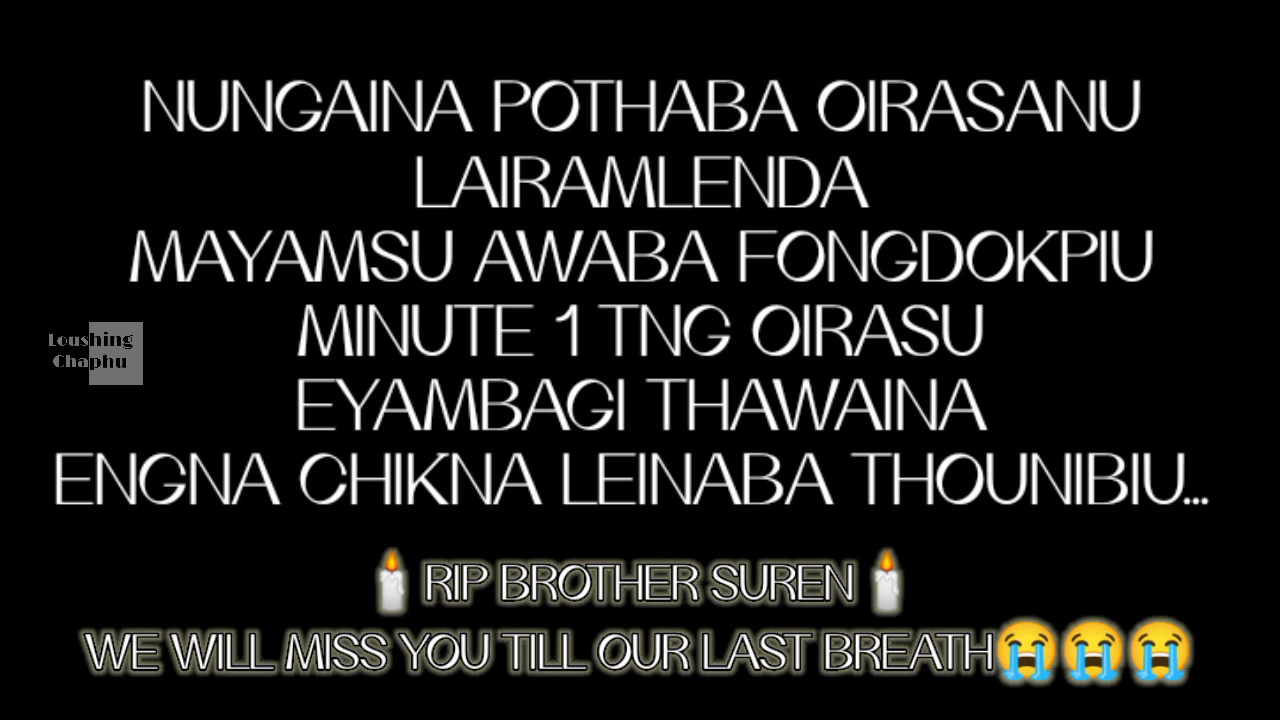 NUNGAINA POTHABA OIRASANU
LAIRAMLENDA
MAYAMSU AWABA FONGDOKPIU
MINUTE 1 TNG OIRASU
EYAMBAGI THAWAINA
ENGNA CHIKNA LEINABA THOUNIBIU...
Loushing
Chaphu
🕯️RIP BROTHER SUREN🕯️
WE WILL MISS YOU TILL OUR LAST BREATH😭😭😭